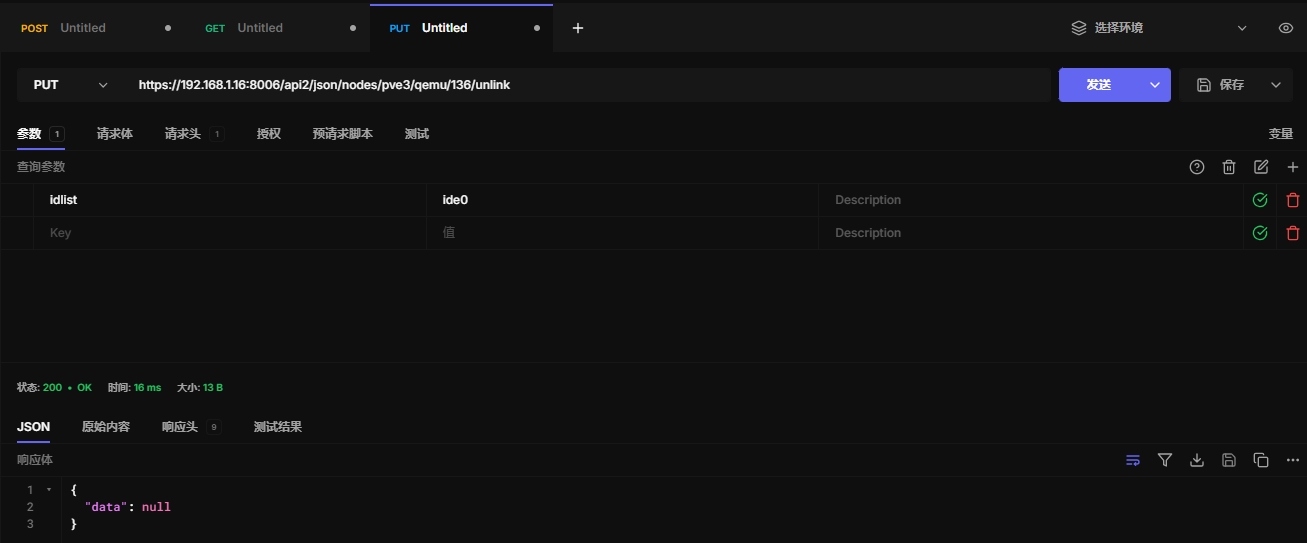 POST Untitled GET Untitled PUT Untitled 选择环境
PUT https://192.168.1.16:8006/api2/json/nodes/pve3/qemu/136/unlink 发送 保存
参数 1 请求体 请求头 1 授权 预请求脚本 测试 变量
查询参数
idlist ide0 Description
Key 值 Description
状态: 200 • OK 时间: 16 ms 大小: 13 B
JSON 原始内容 响应头 9 测试结果
响应体
1 {
2 "data": null
3 }